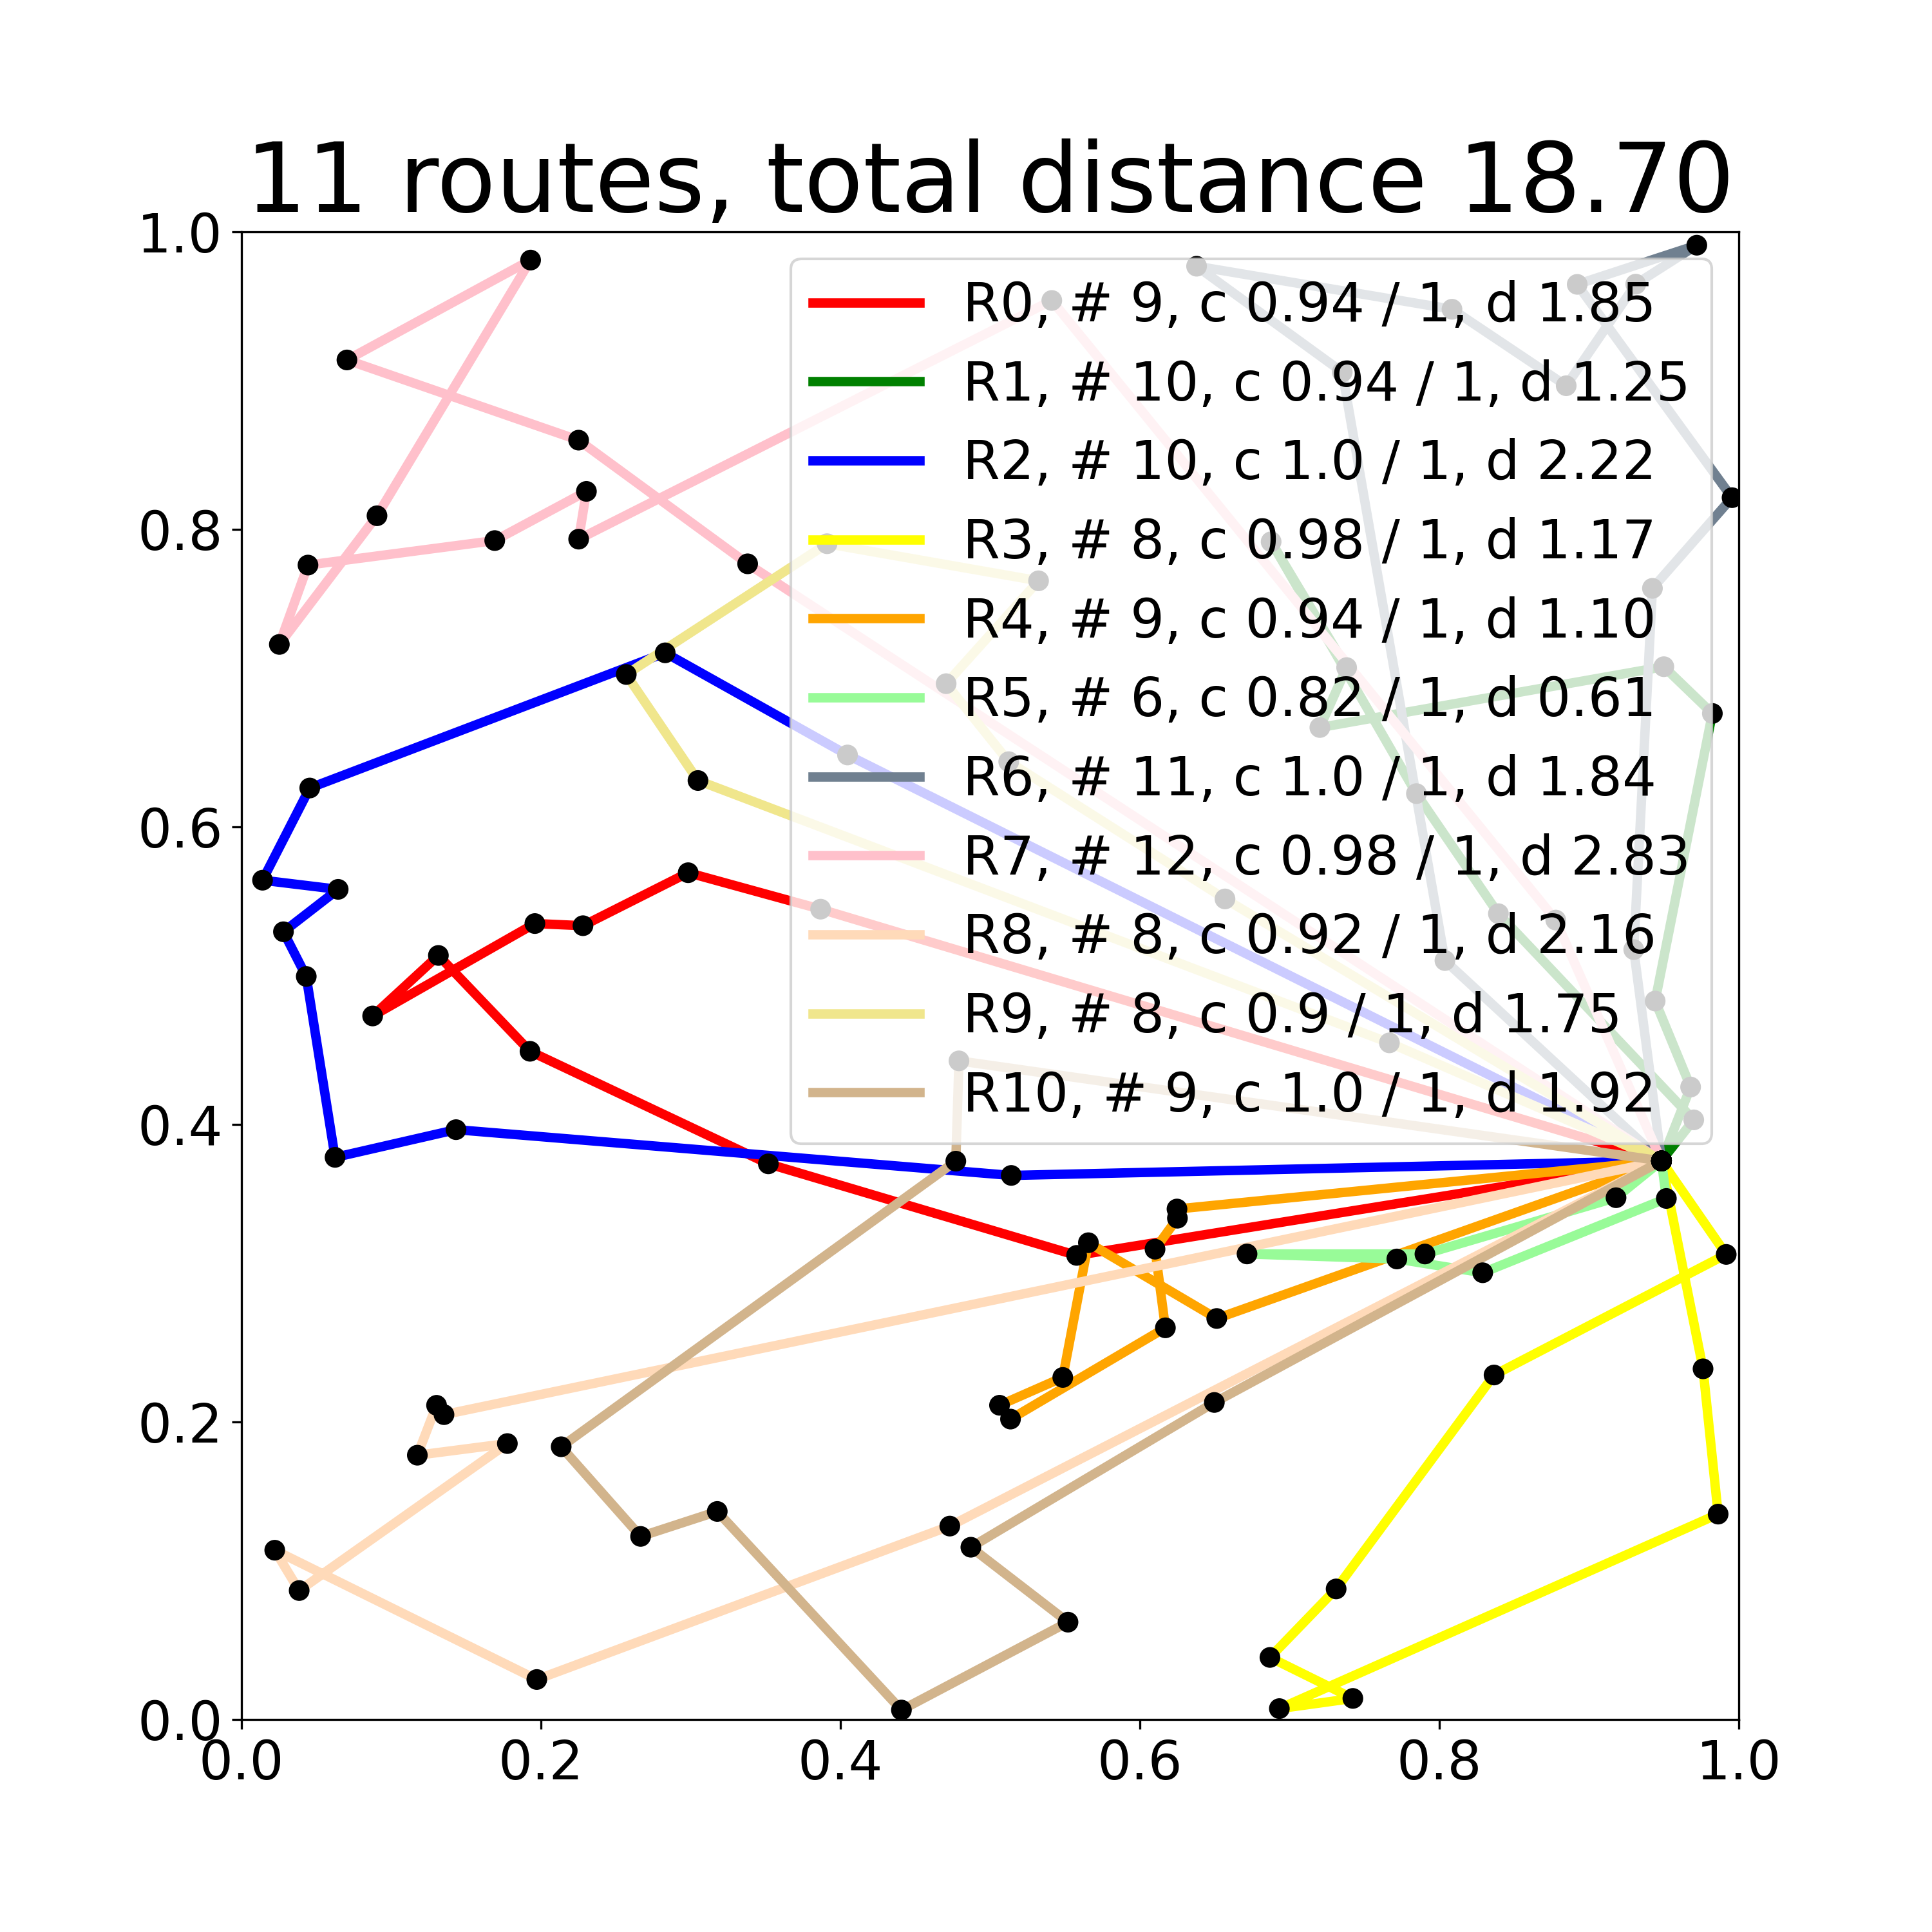 11 routes, total distance 18.70
1.0
0.8
0.6
0.4
0.2
0.0
R0, # 9, c 0.94 / 1, d 1.85
R1, # 10, c 0.94 / 1, d 1.25
R2, # 10, c 1.0 / 1, d 2.22
R3, # 8, c 0.98 / 1, d 1.17
R4, # 9, c 0.94 / 1, d 1.10
R5, # 6, c 0.82 / 1, d 0.61
R6, # 11, c 1.0 / 1, d 1.84
R7, # 12, c 0.98 / 1, d 2.83
R8, # 8, c 0.92 / 1, d 2.16
R9, # 8, c 0.9 / 1, d 1.75
R10, # 9, c 1.0 / 1, d 1.92
0.0 0.2 0.4 0.6 0.8 1.0